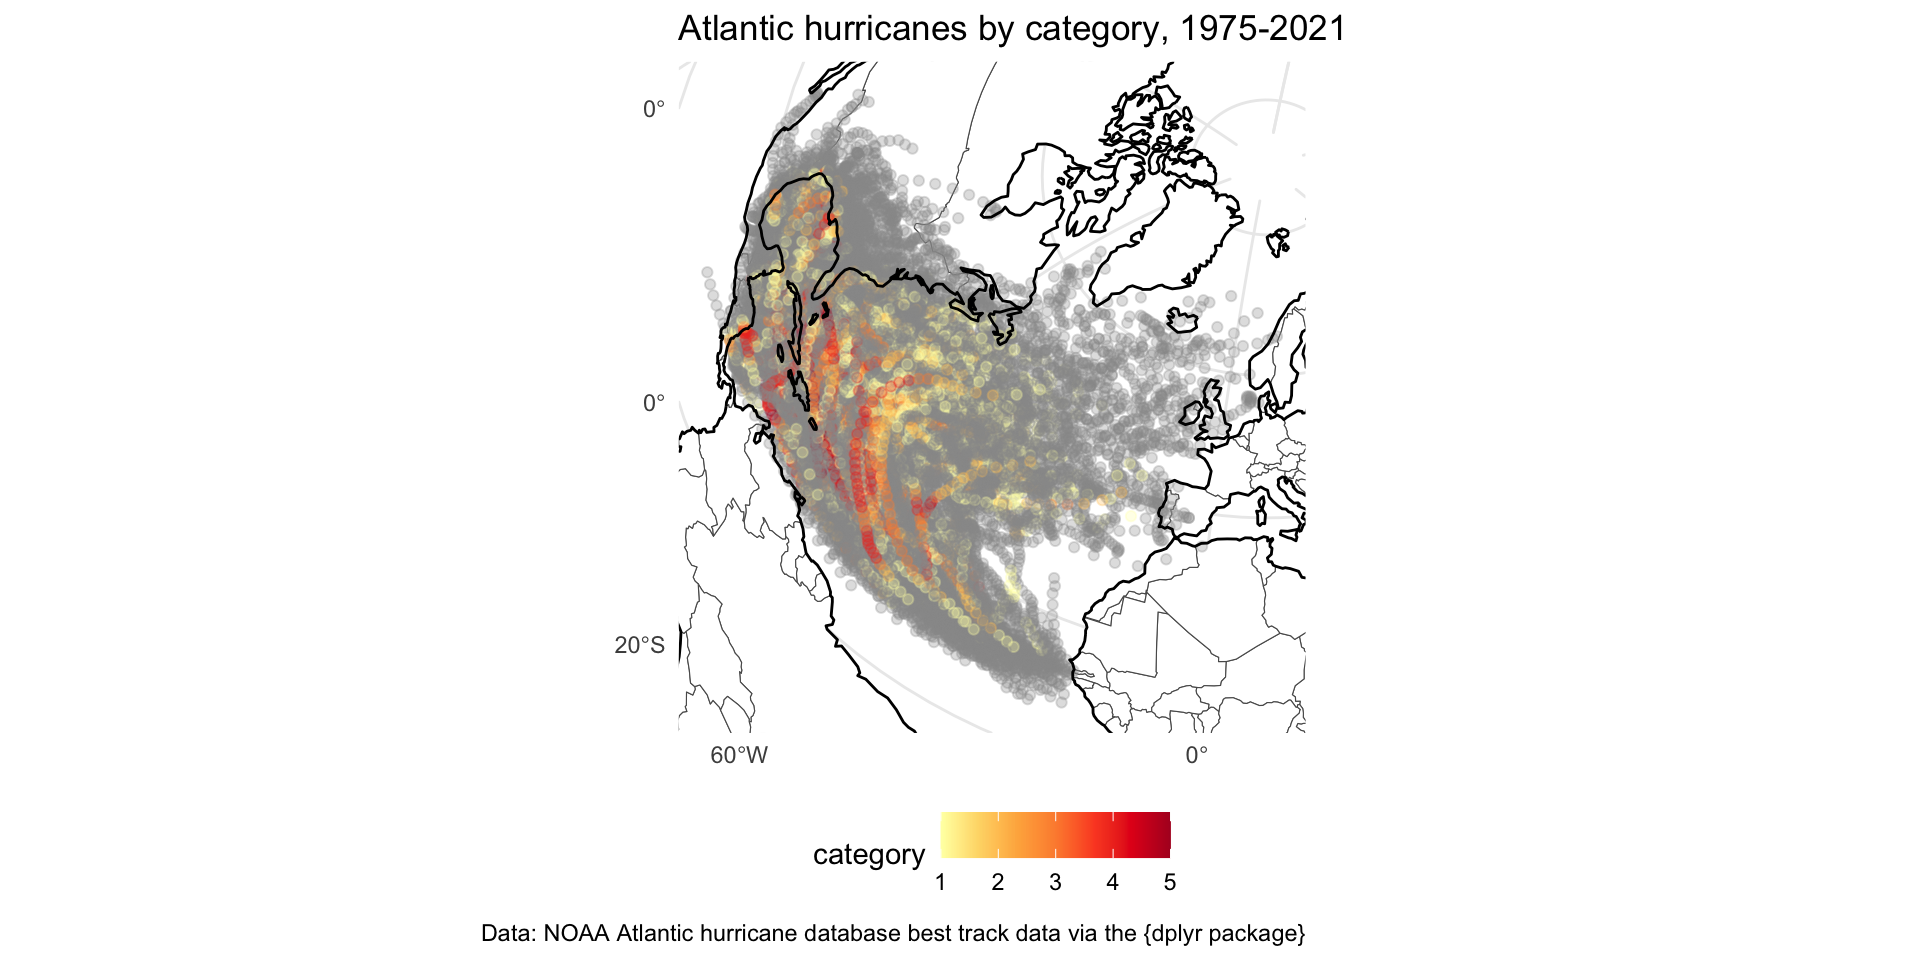 Atlantic hurricanes by category, 1975-2021
0°
0°
20°S
60°W 0°
category
1 2 3 4 5
Data: NOAA Atlantic hurricane database best track data via the {dplyr package}